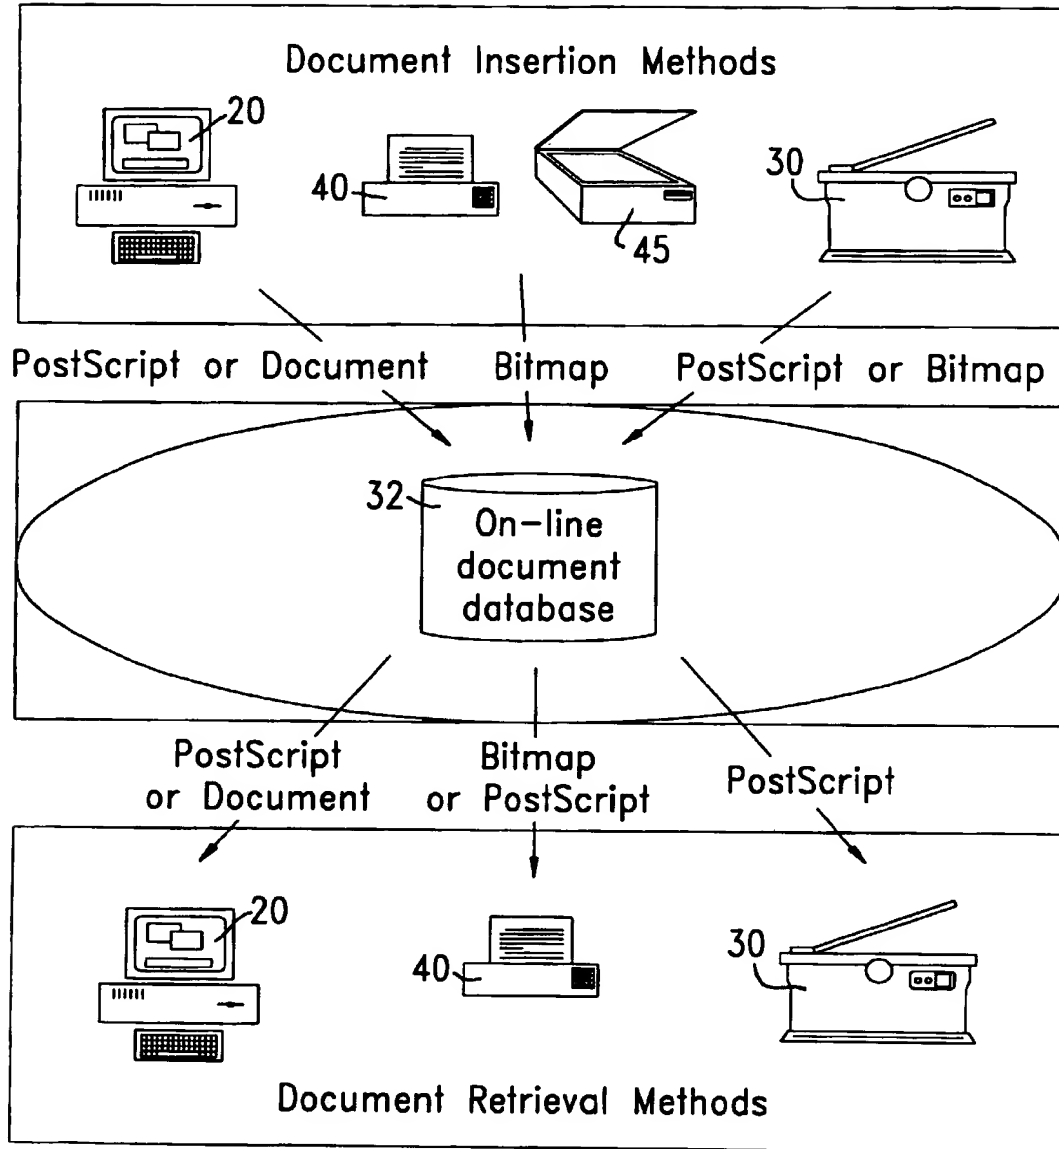 Document Insertion Methods
20
40
45
30
PostScript or Document
Bitmap
PostScript or Bitmap
32
On-line
document
database
PostScript
or Document
Bitmap
or PostScript
PostScript
20
40
30
Document Retrieval Methods